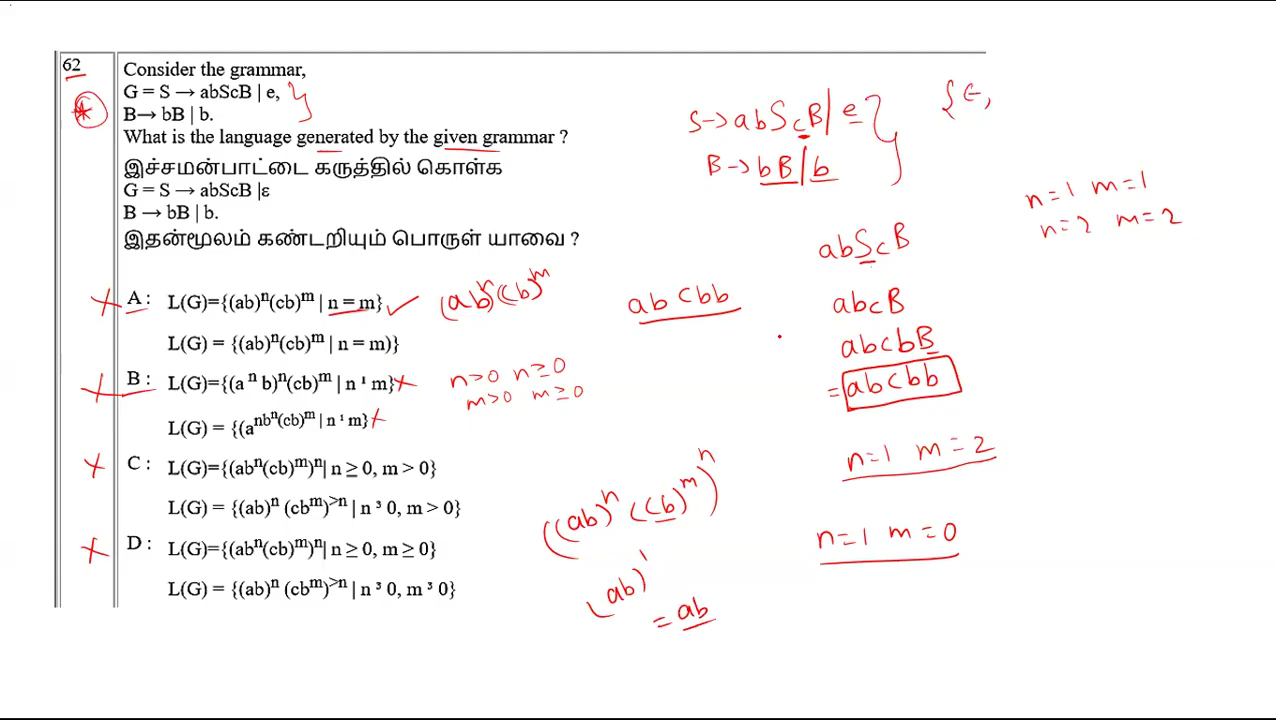 62
Consider the grammar,
G = S → abScB | e,
B→ bB | b.
What is the language generated by the given grammar ?
இச்சமன்பாட்டை கருத்தில் கொள்க
G = S → abScB |ε
B → bB | b.
இதன்மூலம் கண்டறியும் பொருள் யாவை ?
A : L(G)={(ab)ⁿ(cb)ᵐ | n = m}
L(G) = {(ab)ⁿ(cb)ᵐ | n = m)}
B : L(G)={(a ⁿ b)ⁿ(cb)ᵐ | n ¹ m}
L(G) = {(a^nbⁿ(cb)ᵐ | n ¹ m}
C : L(G)={(abⁿ(cb)ᵐ)ⁿ| n ≥ 0, m > 0}
L(G) = {(ab)ⁿ (cbᵐ)^>n | n ³ 0, m > 0}
D : L(G)={(abⁿ(cb)ᵐ)ⁿ| n ≥ 0, m ≥ 0}
L(G) = {(ab)ⁿ (cbᵐ)^>n | n ³ 0, m ³ 0}
(ab)ⁿ(cb)ᵐ
n>0 n≥0
m>0 m≥0
((ab)ⁿ (cb)ᵐ)ⁿ
(ab)¹
= ab
ab cbb
S→abScB/e
B→bB/b
{ε,
abScB
abcB
abcbB
= abcbb
n=1 m=2
n=1 m=0
n=1 m=1
n=2 m=2